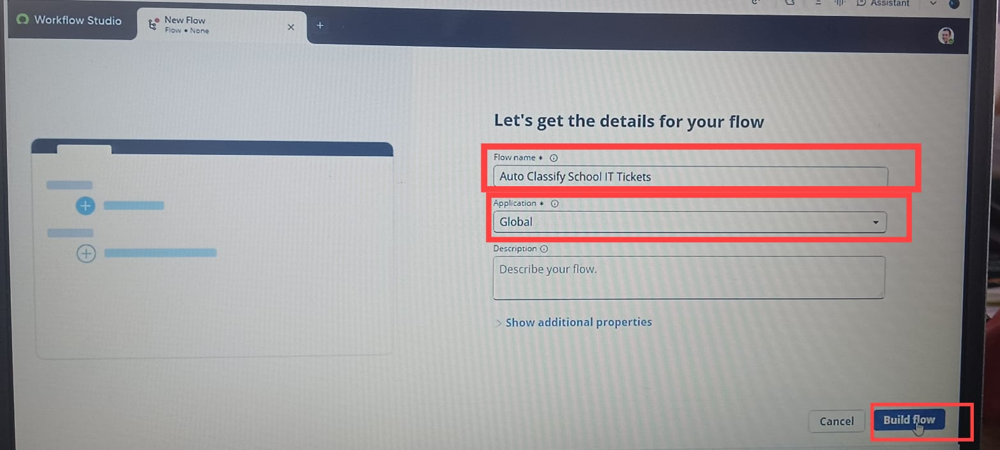 Assistant
Workflow Studio
New Flow
Flow • None
Let's get the details for your flow
Flow name *
Auto Classify School IT Tickets
Application *
Global
Description
Describe your flow.
Show additional properties
Cancel
Build flow